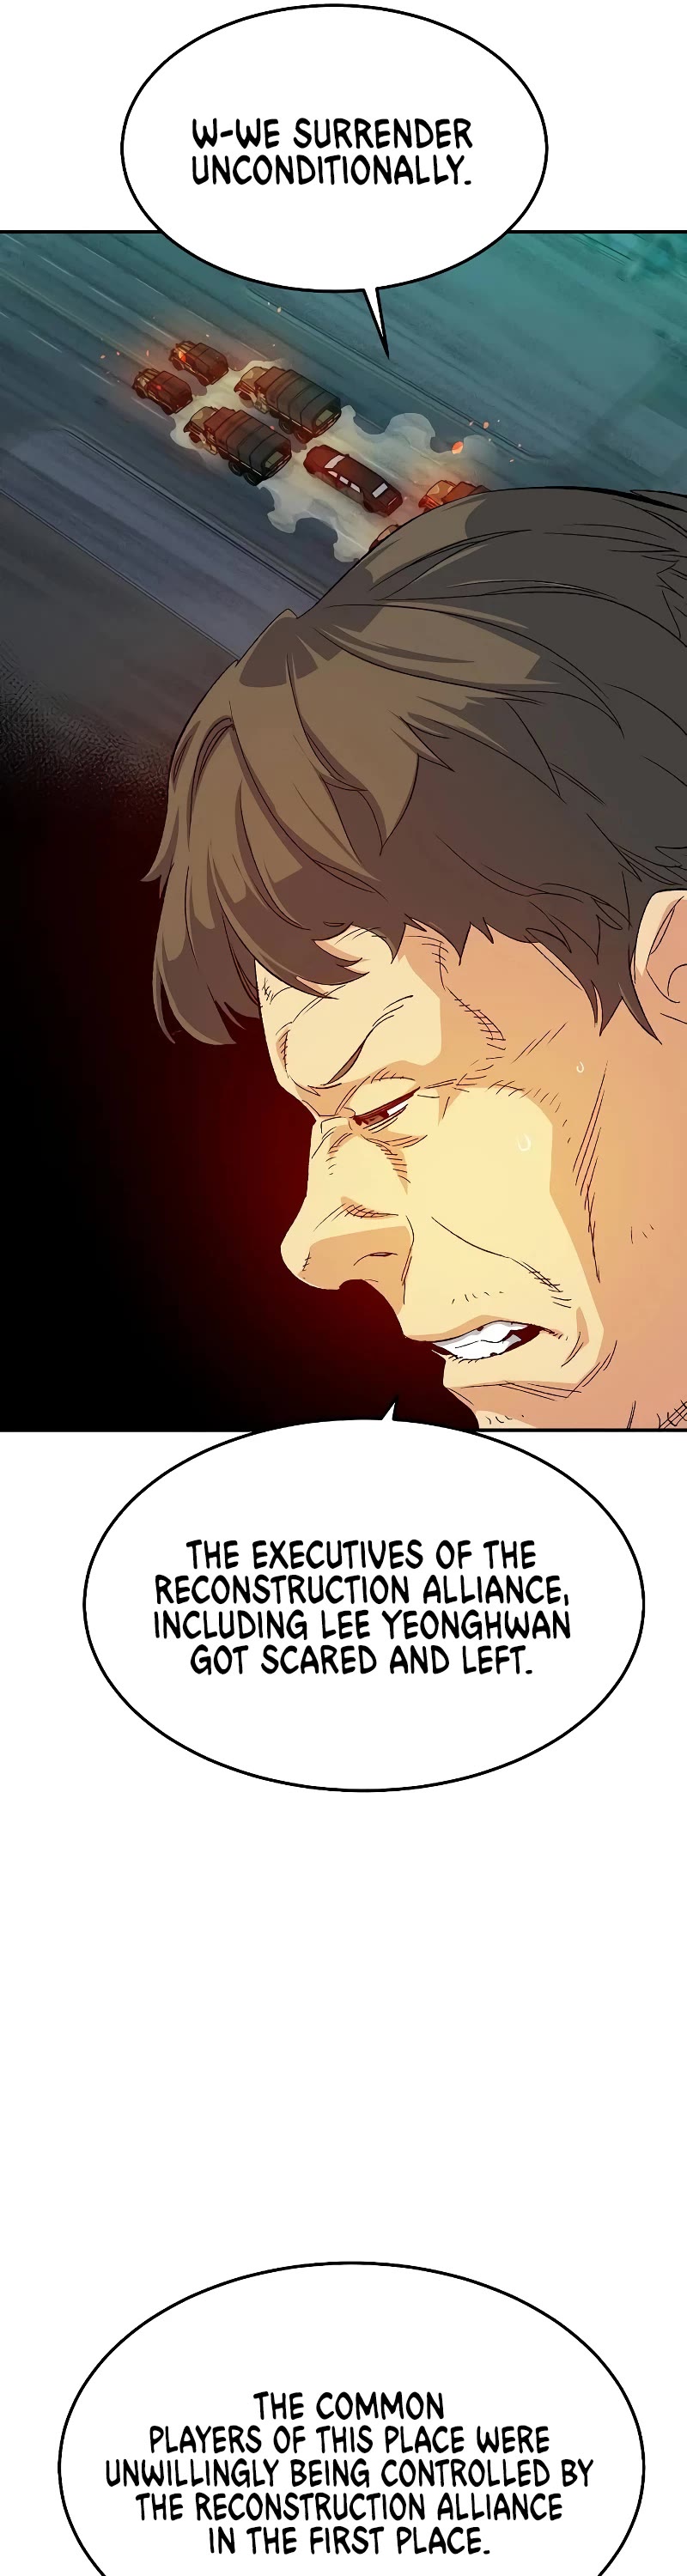 W-WE SURRENDER
UNCONDITIONALLY.
THE EXECUTIVES OF THE
RECONSTRUCTION ALLIANCE,
INCLUDING LEE YEONGHWAN
GOT SCARED AND LEFT.
THE COMMON
PLAYERS OF THIS PLACE WERE
UNWILLINGLY BEING CONTROLLED BY
THE RECONSTRUCTION ALLIANCE
IN THE FIRST PLACE.